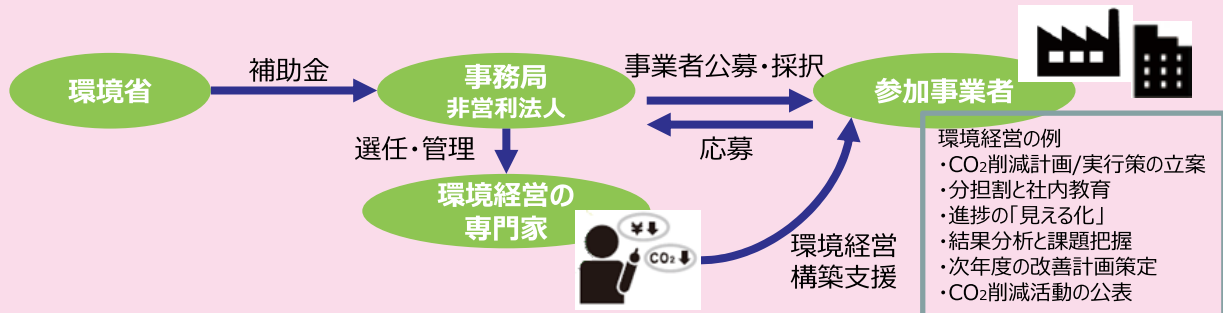 環境省
補助金
事務局
非営利法人
事業者公募・採択
応募
参加事業者
選任・管理
環境経営の
専門家
¥⬇
CO₂⬇
環境経営
構築支援
環境経営の例
・CO₂削減計画/実行策の立案
・分担割と社内教育
・進捗の「見える化」
・結果分析と課題把握
・次年度の改善計画策定
・CO₂削減活動の公表